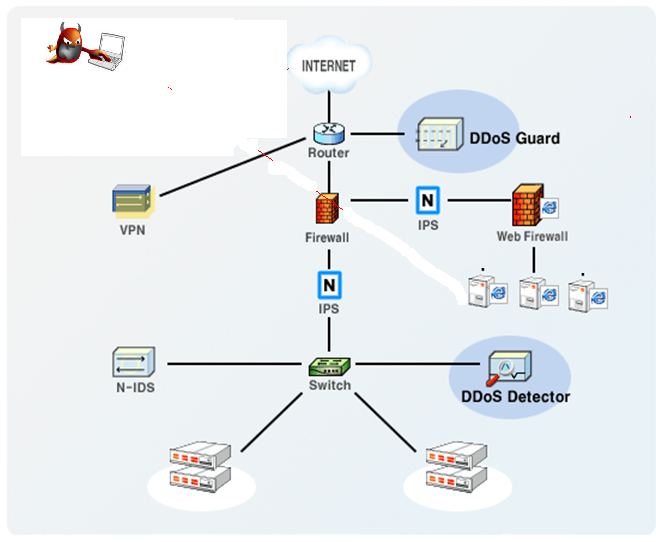 INTERNET
DDoS Guard
Router
VPN
N
IPS
Firewall
Web Firewall
N
IPS
N-IDS
Switch
DDoS Detector